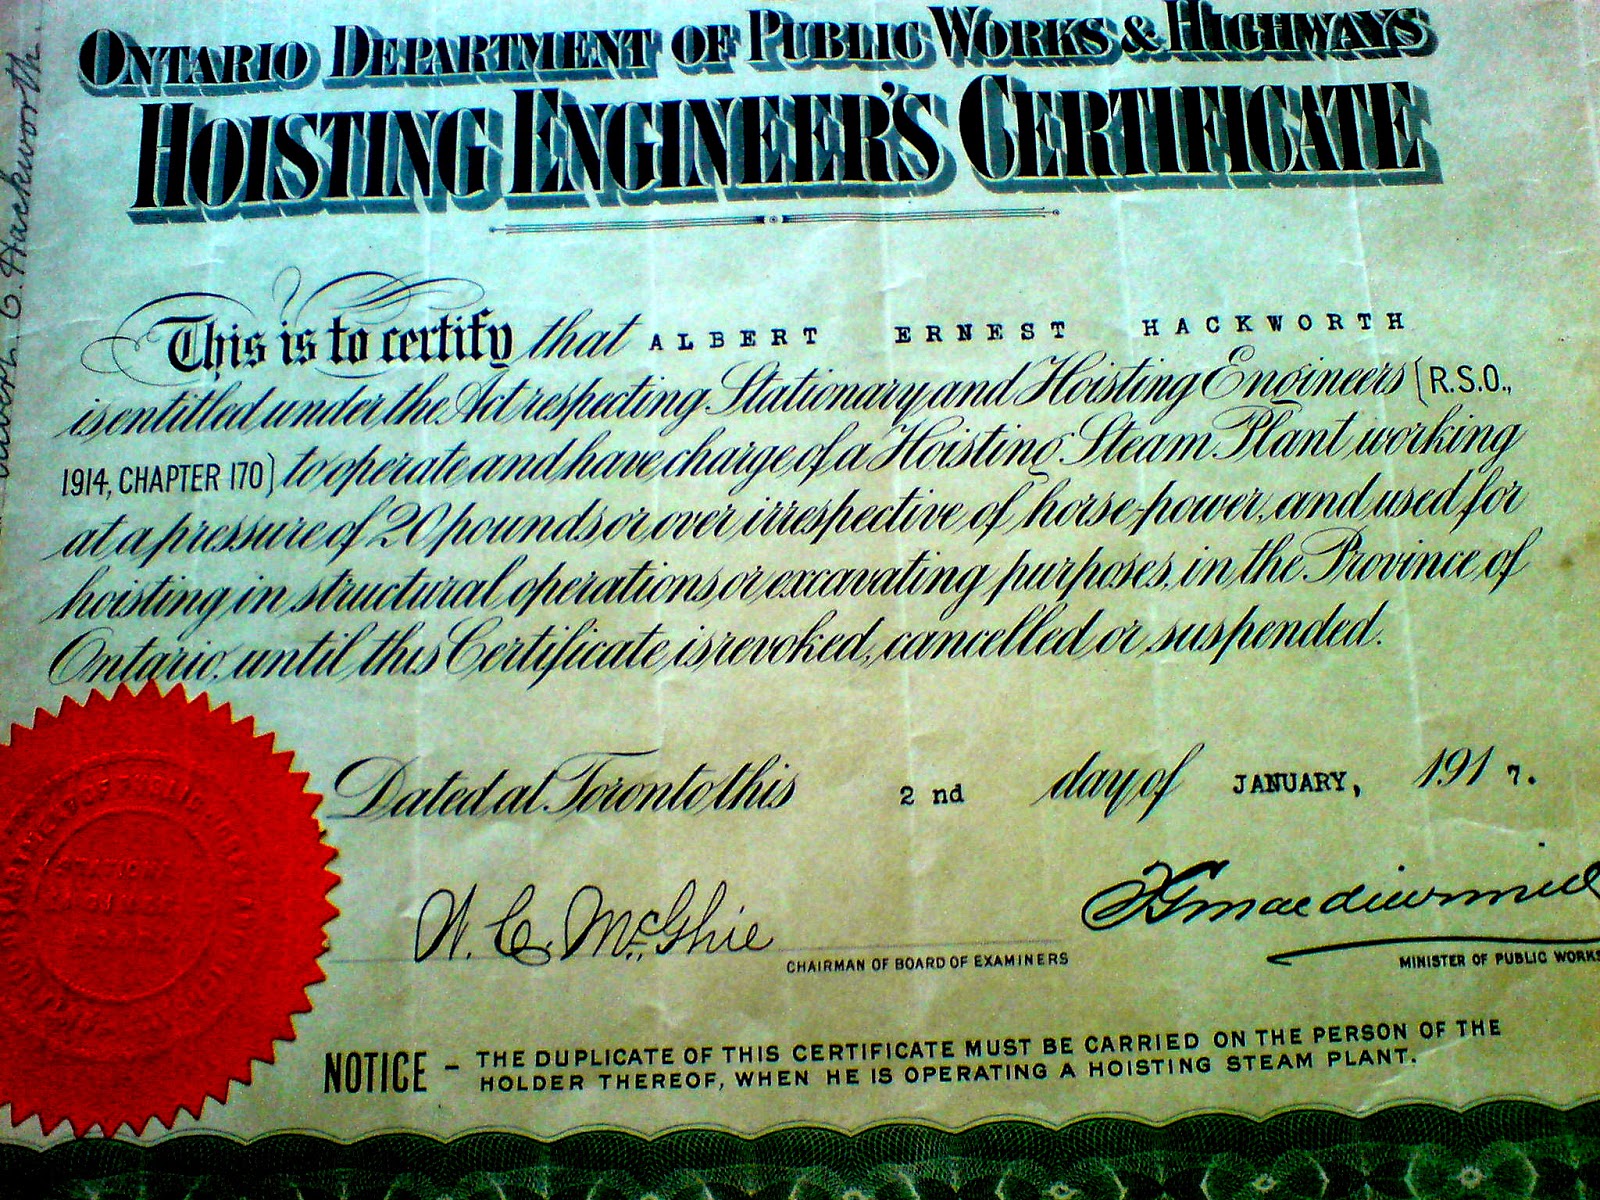 ONTARIO DEPARTMENT OF PUBLIC WORKS & HIGHWAYS
HOISTING ENGINEER'S CERTIFICATE
This is to certify that ALBERT ERNEST HACKWORTH
is entitled under the Act respecting Stationary and Hoisting Engineers (R.S.O.,
1914, CHAPTER 170) to operate and have charge of a Hoisting Steam Plant working
at a pressure of 20 pounds or over irrespective of horse-power, and used for
hoisting in structural operations or excavating purposes, in the Province of
Ontario, until this Certificate is revoked, cancelled or suspended.
Dated at Toronto this 2nd day of JANUARY, 1917.
W. C. McGhie
CHAIRMAN OF BOARD OF EXAMINERS
MINISTER OF PUBLIC WORKS
NOTICE – THE DUPLICATE OF THIS CERTIFICATE MUST BE CARRIED ON THE PERSON OF THE
HOLDER THEREOF, WHEN HE IS OPERATING A HOISTING STEAM PLANT.
Hackworth.